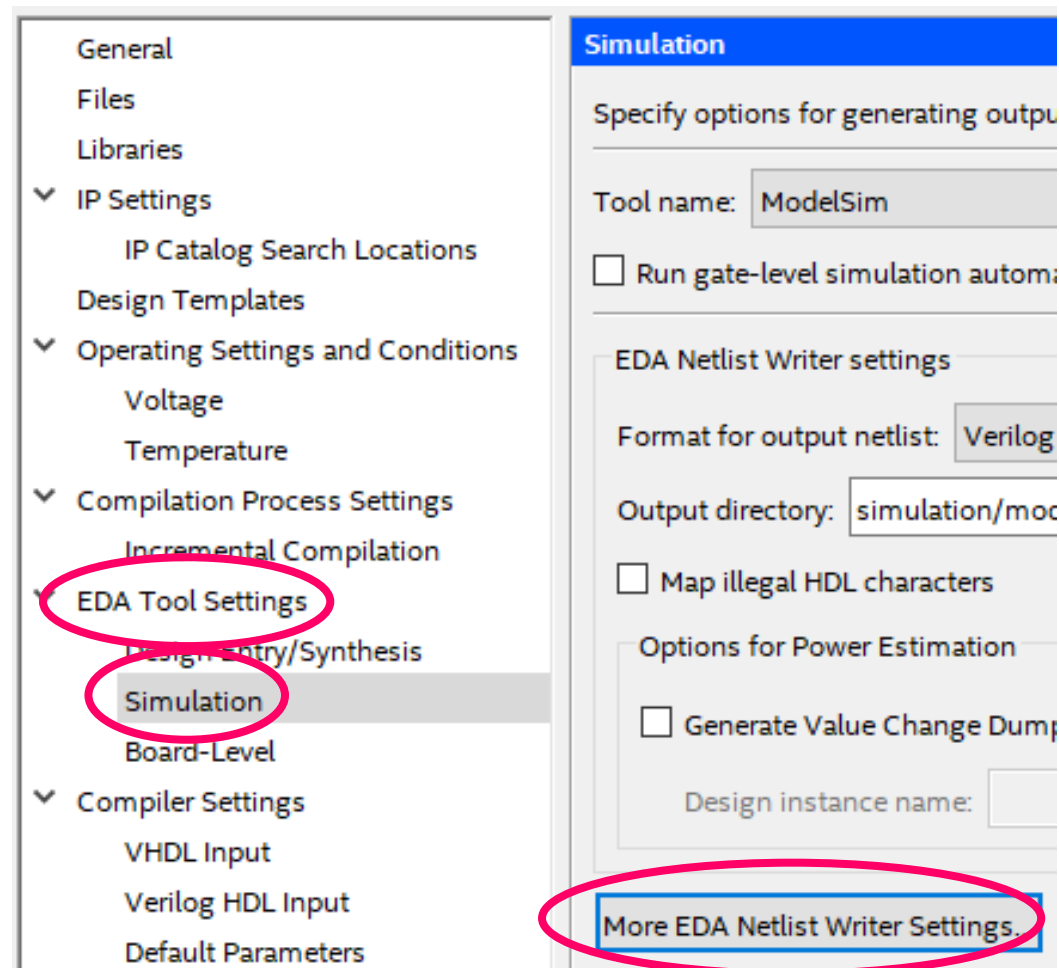 General
Files
Libraries
IP Settings
IP Catalog Search Locations
Design Templates
Operating Settings and Conditions
Voltage
Temperature
Compilation Process Settings
Incremental Compilation
EDA Tool Settings
Design Entry/Synthesis
Simulation
Board-Level
Compiler Settings
VHDL Input
Verilog HDL Input
Default Parameters
Simulation
Specify options for generating outpu
Tool name: ModelSim
Run gate-level simulation automa
EDA Netlist Writer settings
Format for output netlist: Verilog
Output directory: simulation/mod
Map illegal HDL characters
Options for Power Estimation
Generate Value Change Dump
Design instance name:
More EDA Netlist Writer Settings...